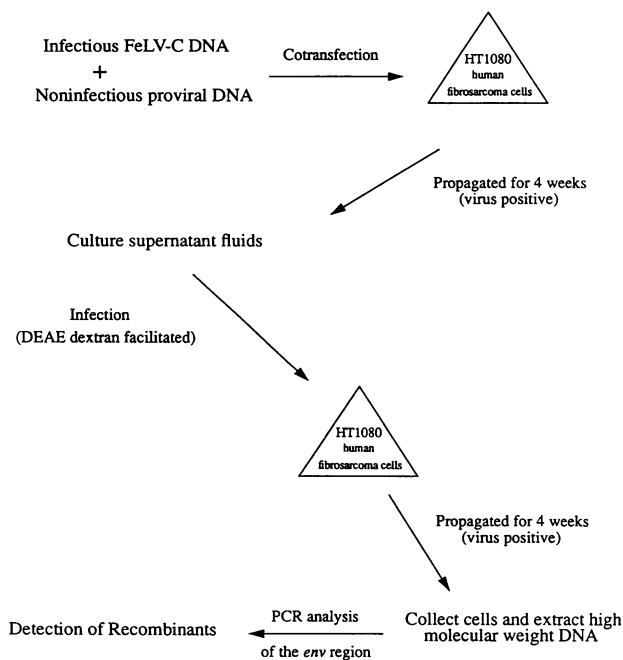 Infectious FeLV-C DNA
+
Noninfectious proviral DNA
Cotransfection
HT1080
human
fibrosarcoma cells
Propagated for 4 weeks
(virus positive)
Culture supernatant fluids
Infection
(DEAE dextran facilitated)
HT1080
human
fibrosarcoma cells
Propagated for 4 weeks
(virus positive)
Collect cells and extract high
molecular weight DNA
PCR analysis
of the env region
Detection of Recombinants